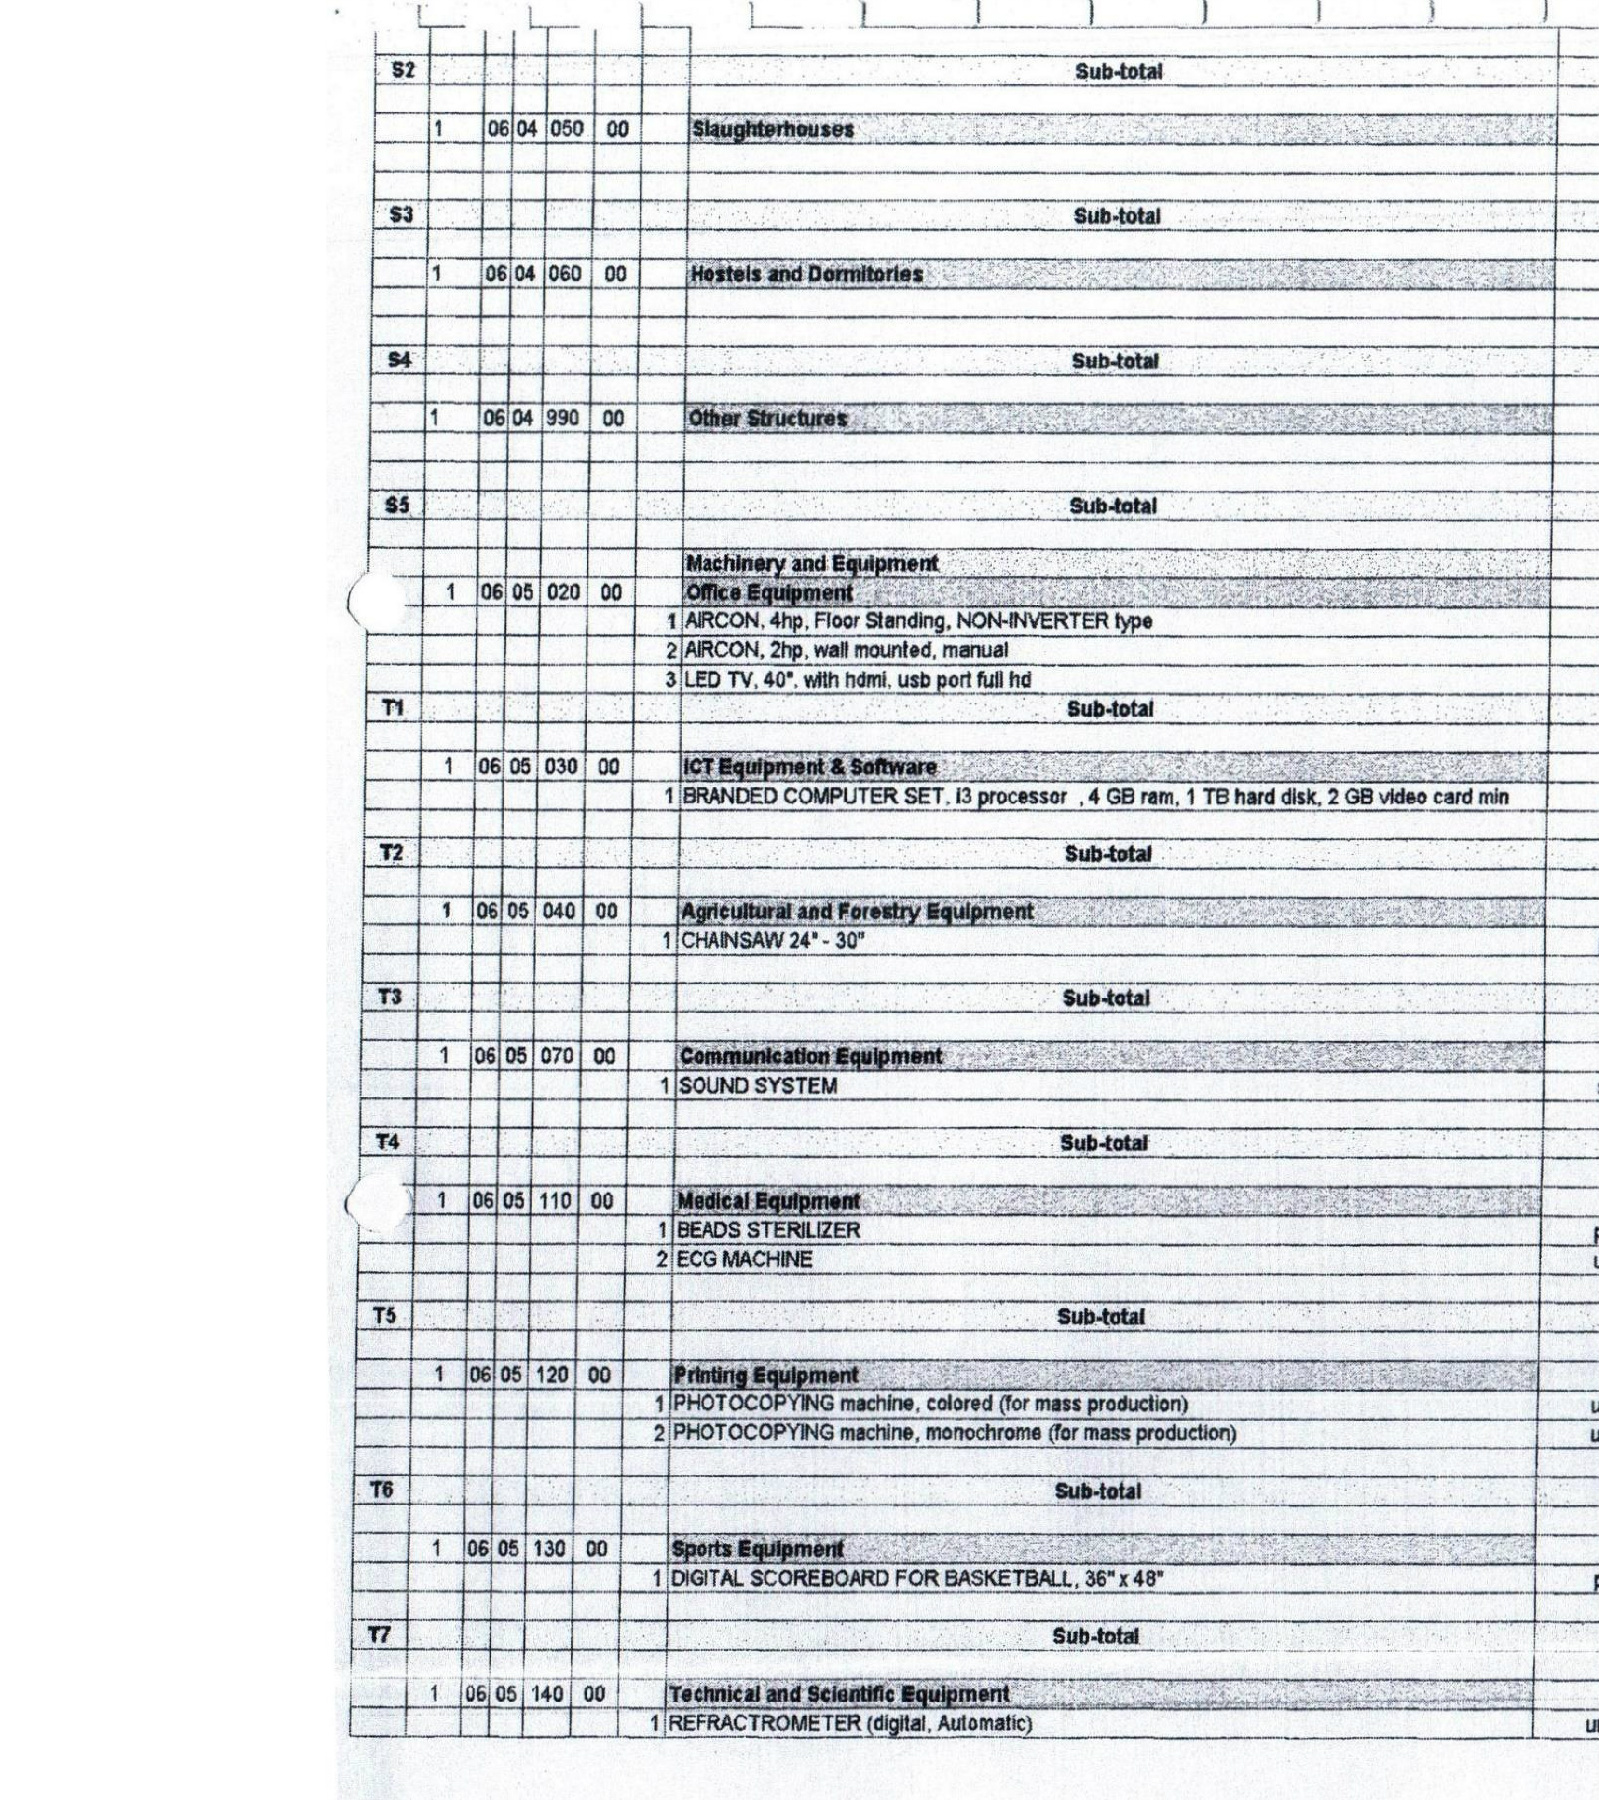 S2 Sub-total
1 06 04 050 00 Slaughterhouses
S3 Sub-total
1 06 04 060 00 Hostels and Dormitories
S4 Sub-total
1 06 04 990 00 Other Structures
S5 Sub-total
Machinery and Equipment
1 06 05 020 00 Office Equipment
1 AIRCON, 4hp, Floor Standing, NON-INVERTER type
2 AIRCON, 2hp, wall mounted, manual
3 LED TV, 40", with hdmi, usb port full hd
T1 Sub-total
1 06 05 030 00 ICT Equipment & Software
1 BRANDED COMPUTER SET, i3 processor , 4 GB ram, 1 TB hard disk, 2 GB video card min
T2 Sub-total
1 06 05 040 00 Agricultural and Forestry Equipment
1 CHAINSAW 24" - 30"
T3 Sub-total
1 06 05 070 00 Communication Equipment
1 SOUND SYSTEM
T4 Sub-total
1 06 05 110 00 Medical Equipment
1 BEADS STERILIZER
2 ECG MACHINE
T5 Sub-total
1 06 05 120 00 Printing Equipment
1 PHOTOCOPYING machine, colored (for mass production)
2 PHOTOCOPYING machine, monochrome (for mass production)
T6 Sub-total
1 06 05 130 00 Sports Equipment
1 DIGITAL SCOREBOARD FOR BASKETBALL, 36" x 48"
T7 Sub-total
1 06 05 140 00 Technical and Scientific Equipment
1 REFRACTROMETER (digital, Automatic)